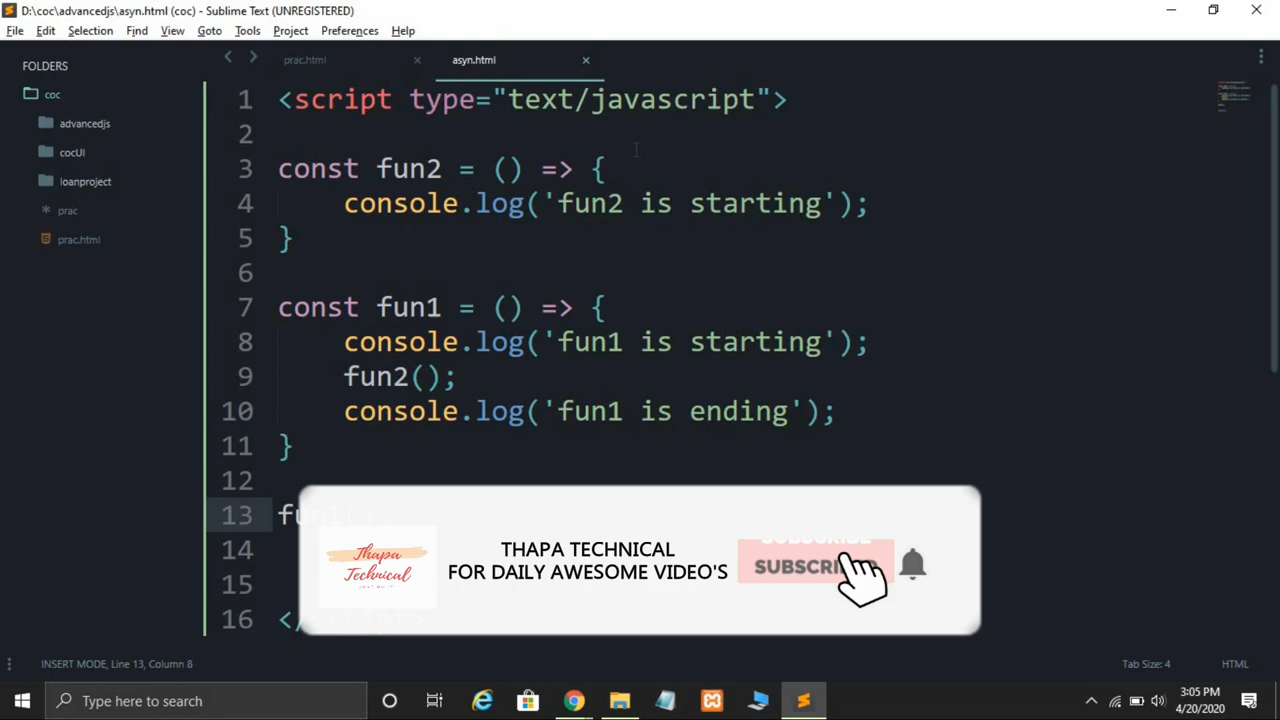 D:\coc\advancedjs\asyn.html (coc) - Sublime Text (UNREGISTERED)
File Edit Selection Find View Goto Tools Project Preferences Help
FOLDERS
coc
advancedjs
cocUI
loanproject
prac
prac.html
prac.html
asyn.html
1 <script type="text/javascript">
2
3 const fun2 = () => {
4 console.log('fun2 is starting');
5 }
6
7 const fun1 = () => {
8 console.log('fun1 is starting');
9 fun2();
10 console.log('fun1 is ending');
11 }
12
13 fun1();
14
15
16 </
Thapa
Technical
THAPA TECHNICAL
FOR DAILY AWESOME VIDEO'S
SUBSCRIBE
SUBSCRIBED
INSERT MODE, Line 13, Column 8
Tab Size: 4
HTML
Type here to search
3:05 PM
4/20/2020